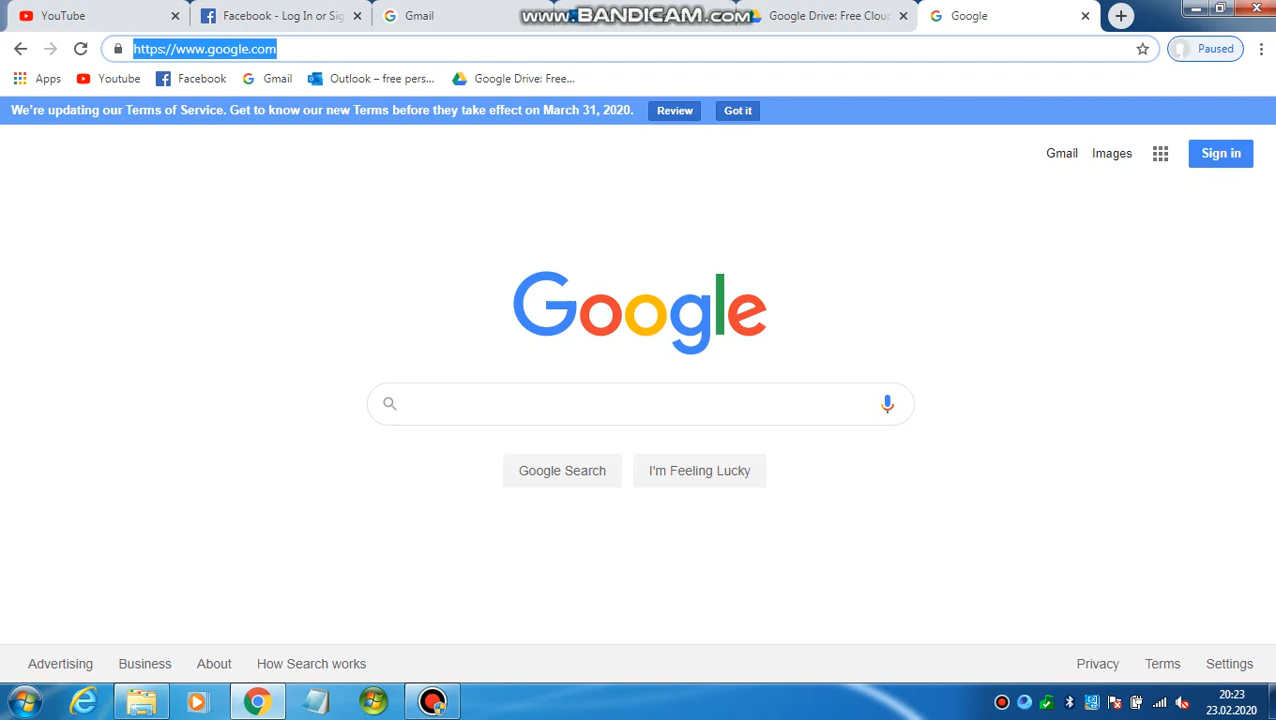 YouTube
Facebook - Log In or Sig
Gmail
www.BANDICAM.com
Google Drive: Free Clou
Google
https://www.google.com
Paused
Apps
Youtube
Facebook
Gmail
Outlook – free pers...
Google Drive: Free...
We're updating our Terms of Service. Get to know our new Terms before they take effect on March 31, 2020.
Review
Got it
Gmail
Images
Sign in
Google
Google Search
I'm Feeling Lucky
Advertising
Business
About
How Search works
Privacy
Terms
Settings
20:23
23.02.2020